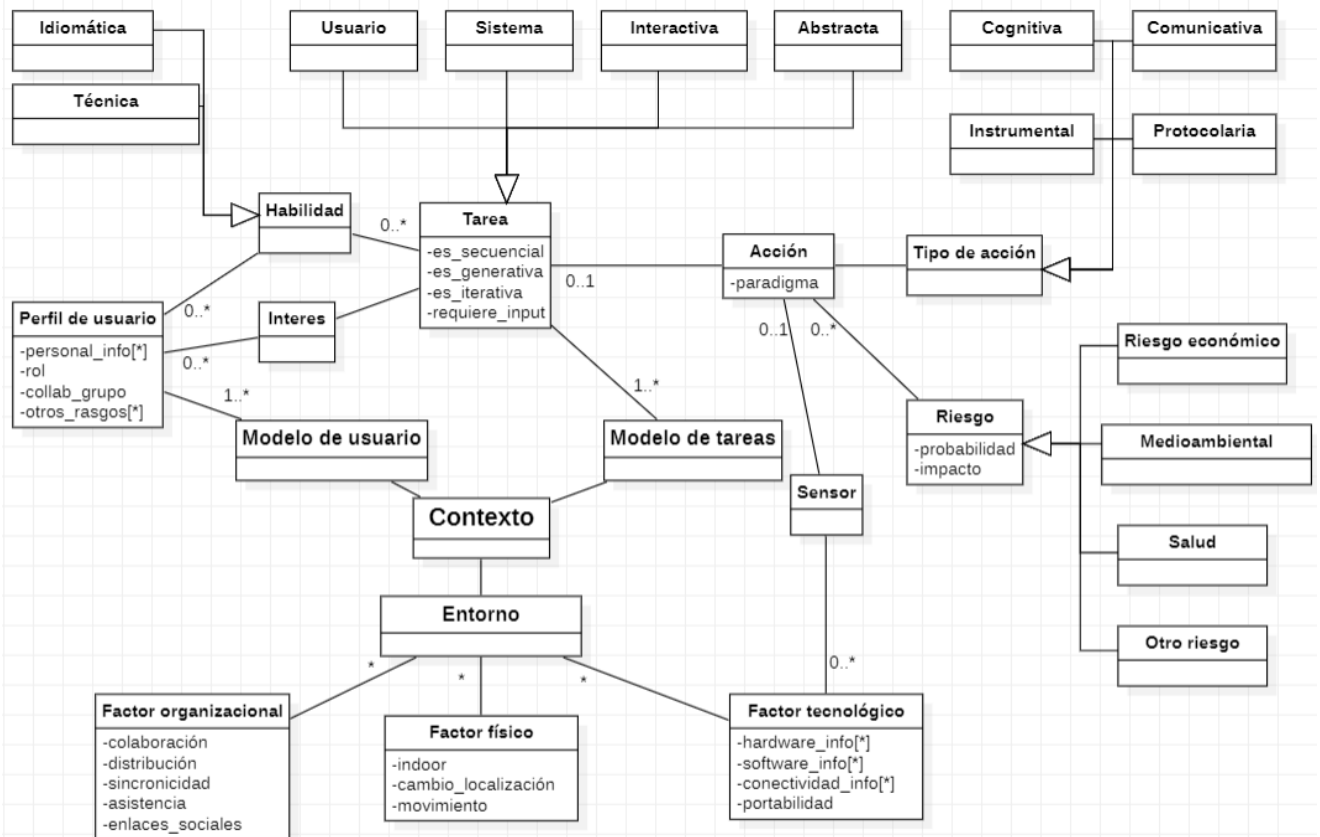 Idiomática
Usuario
Sistema
Interactiva
Abstracta
Cognitiva
Comunicativa
Técnica
Instrumental
Protocolaria
Habilidad
0..*
Tarea
-es_secuencial
-es_generativa
-es_iterativa
-requiere_input
0..1
Acción
-paradigma
Tipo de acción
Perfil de usuario
-personal_info[*]
-rol
-collab_grupo
-otros_rasgos[*]
0..*
Interes
0..*
1..*
0..1
0..*
Riesgo económico
1..*
Modelo de usuario
Modelo de tareas
Riesgo
-probabilidad
-impacto
Medioambiental
Contexto
Sensor
Salud
Entorno
Otro riesgo
*
*
*
0..*
Factor organizacional
-colaboración
-distribución
-sincronicidad
-asistencia
-enlaces_sociales
Factor físico
-indoor
-cambio_localización
-movimiento
Factor tecnológico
-hardware_info[*]
-software_info[*]
-conectividad_info[*]
-portabilidad